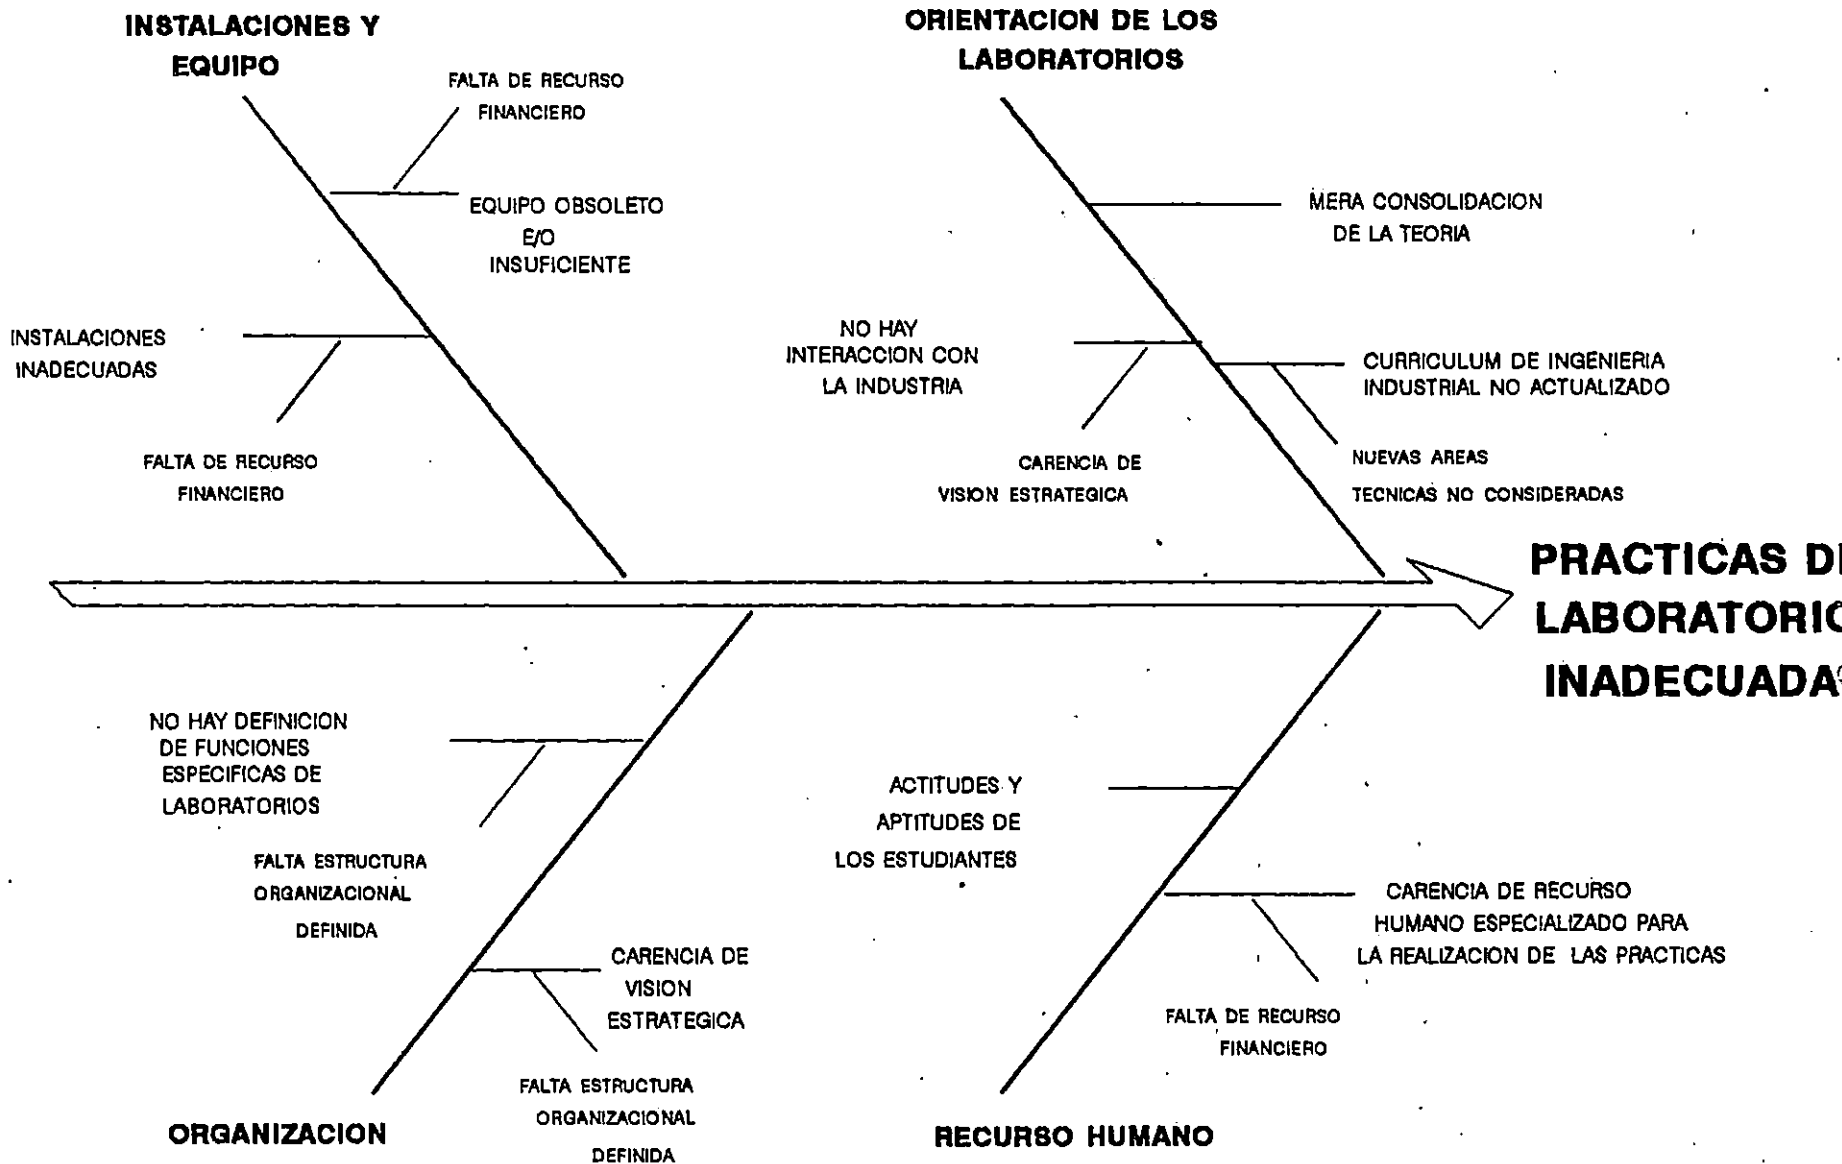 INSTALACIONES Y
EQUIPO
FALTA DE RECURSO
FINANCIERO
EQUIPO OBSOLETO
E/O
INSUFICIENTE
INSTALACIONES
INADECUADAS
FALTA DE RECURSO
FINANCIERO
ORIENTACION DE LOS
LABORATORIOS
MERA CONSOLIDACION
DE LA TEORIA
NO HAY
INTERACCION CON
LA INDUSTRIA
CARENCIA DE
VISION ESTRATEGICA
CURRICULUM DE INGENIERIA
INDUSTRIAL NO ACTUALIZADO
NUEVAS AREAS
TECNICAS NO CONSIDERADAS
PRACTICAS DE
LABORATORIO
INADECUADAS
NO HAY DEFINICION
DE FUNCIONES
ESPECIFICAS DE
LABORATORIOS
FALTA ESTRUCTURA
ORGANIZACIONAL
DEFINIDA
CARENCIA DE
VISION
ESTRATEGICA
FALTA ESTRUCTURA
ORGANIZACIONAL
DEFINIDA
ORGANIZACION
ACTITUDES Y
APTITUDES DE
LOS ESTUDIANTES
CARENCIA DE RECURSO
HUMANO ESPECIALIZADO PARA
LA REALIZACION DE LAS PRACTICAS
FALTA DE RECURSO
FINANCIERO
RECURSO HUMANO